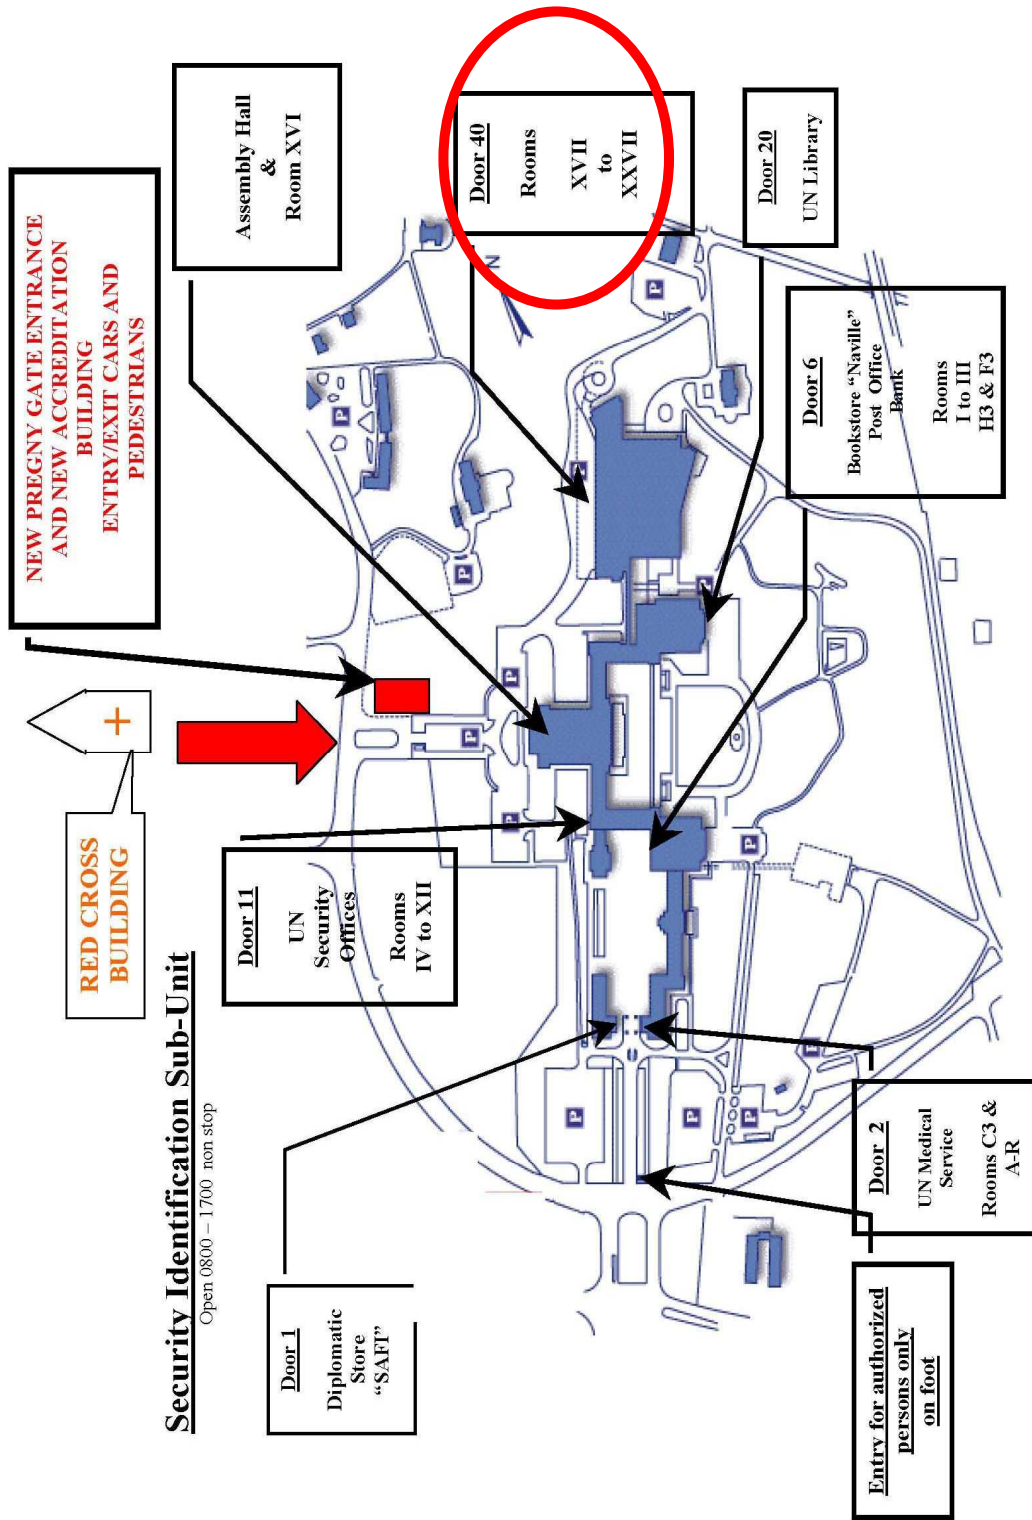 NEW PREGNY GATE ENTRANCE
AND NEW ACCREDITATION
BUILDING
ENTRY/EXIT CARS AND
PEDESTRIANS
RED CROSS
BUILDING
Security Identification Sub-Unit
Open 0800 – 1700 non stop
Assembly Hall
&
Room XVI
Door 11
UN
Security
Offices
Rooms
IV to XII
Door 40
Rooms
XVII
to
XXVII
N
Door 1
Diplomatic
Store
“SAFI”
Door 20
UN Library
Door 6
Bookstore “Naville”
Post Office
Bank
Rooms
I to III
H3 & F3
Door 2
UN Medical
Service
Rooms C3 &
A-R
Entry for authorized
persons only
on foot
P
P
P
P
P
P
P
P
P
P
P
P
P
P